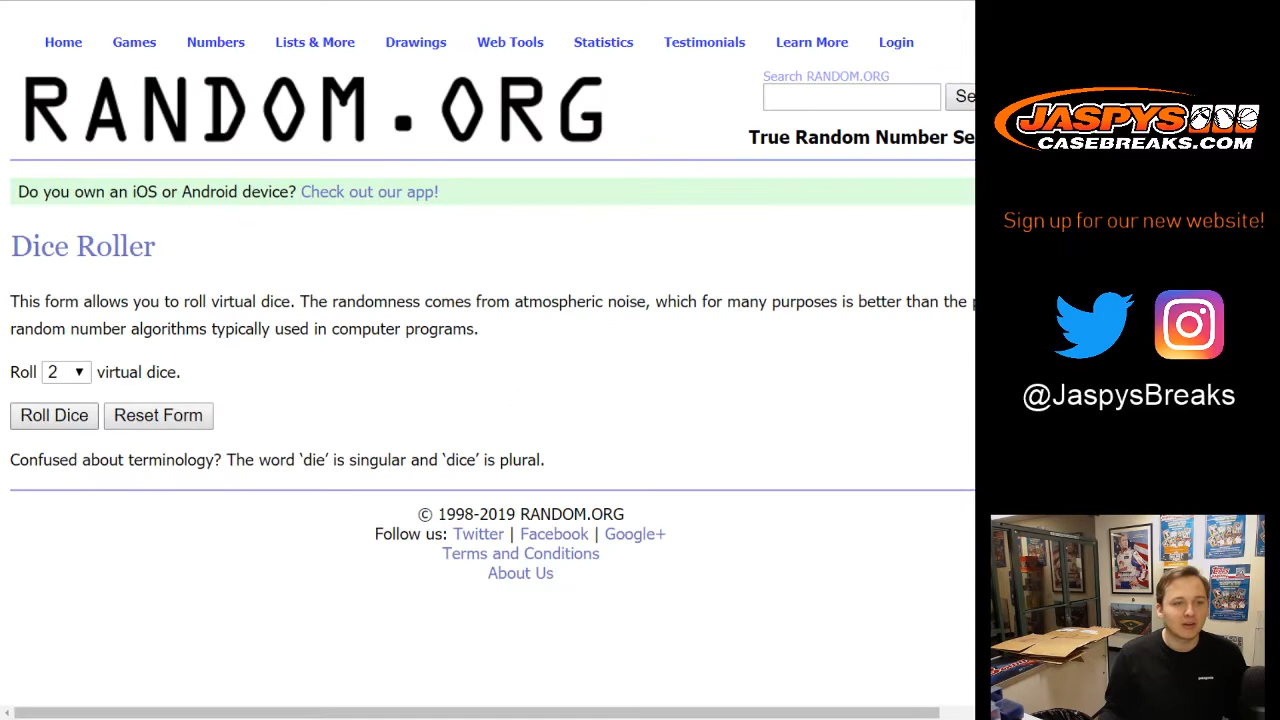 Home Games Numbers Lists & More Drawings Web Tools Statistics Testimonials Learn More Login
RANDOM.ORG
Search RANDOM.ORG
Se
True Random Number Se
Do you own an iOS or Android device? Check out our app!
Dice Roller
This form allows you to roll virtual dice. The randomness comes from atmospheric noise, which for many purposes is better than the p
random number algorithms typically used in computer programs.
Roll 2 ▼ virtual dice.
Roll Dice Reset Form
Confused about terminology? The word ‘die’ is singular and ‘dice’ is plural.
© 1998-2019 RANDOM.ORG
Follow us: Twitter | Facebook | Google+
Terms and Conditions
About Us
JASPYS
CASEBREAKS.COM
Sign up for our new website!
@JaspysBreaks